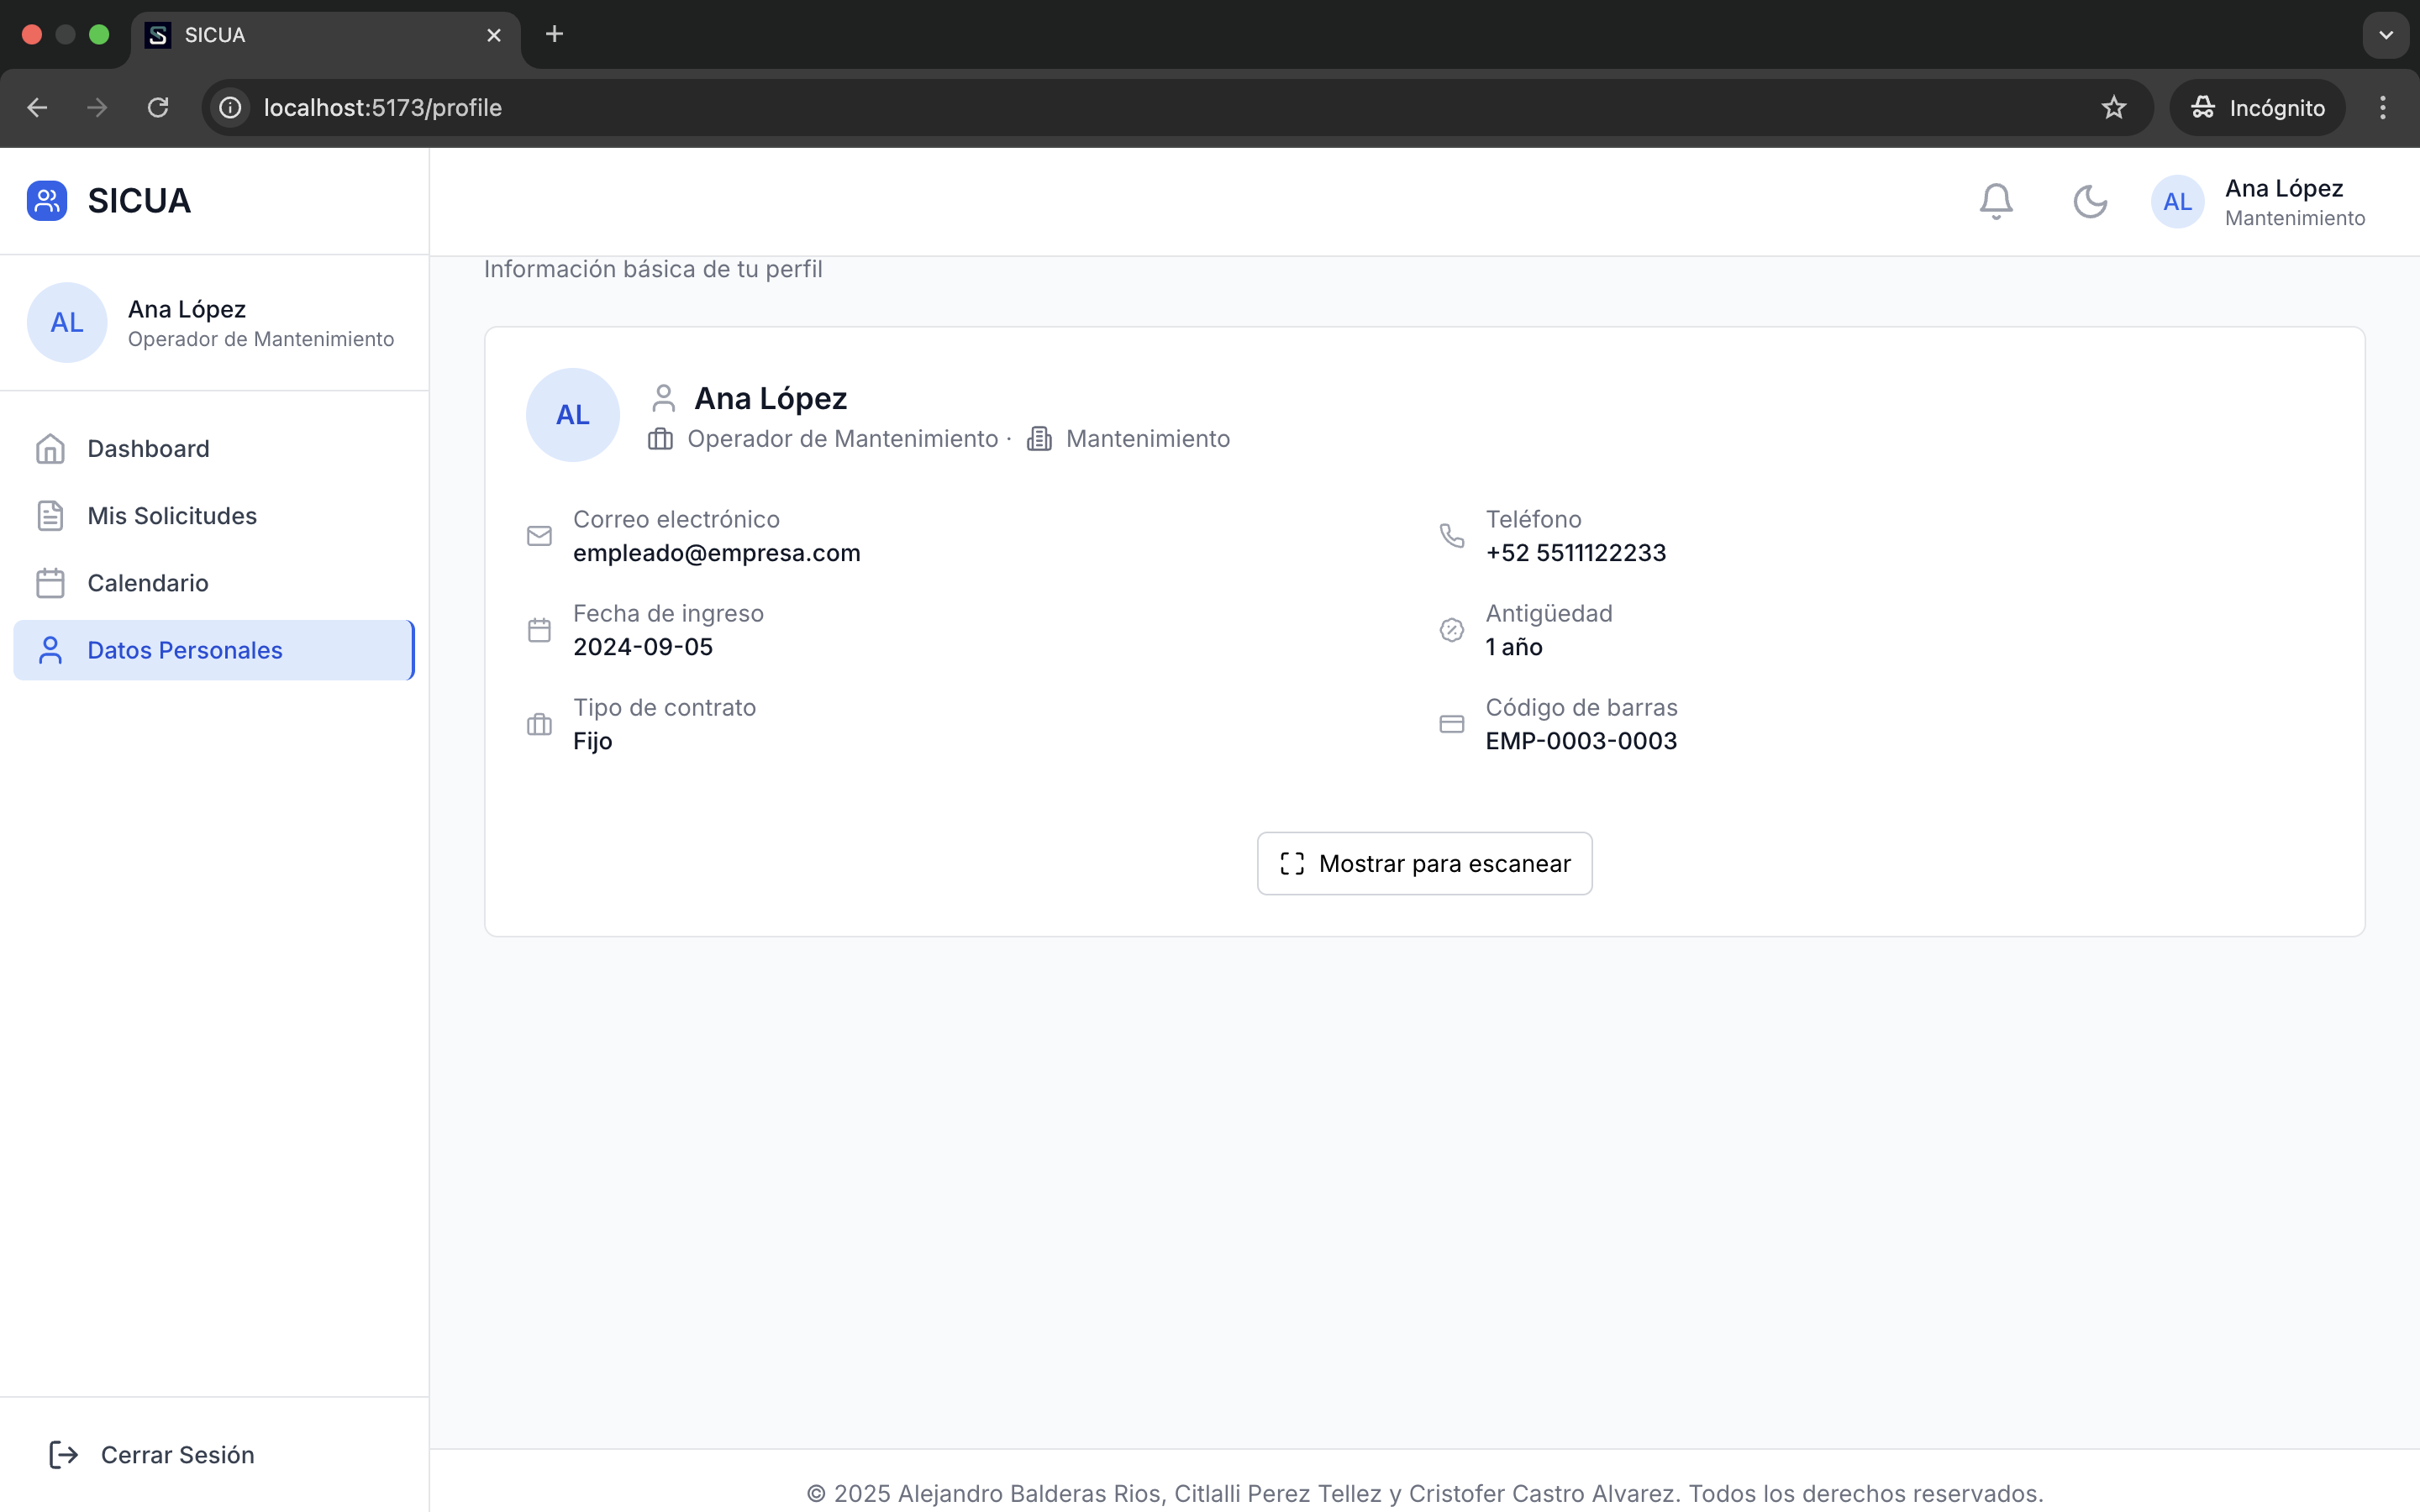 SICUA
localhost:5173/profile
Incógnito
SICUA
Ana López
Operador de Mantenimiento
Dashboard
Mis Solicitudes
Calendario
Datos Personales
Cerrar Sesión
AL
Ana López
Mantenimiento
AL
Información básica de tu perfil
AL
Ana López
Operador de Mantenimiento · Mantenimiento
Correo electrónico
empleado@empresa.com
Teléfono
+52 5511122233
Fecha de ingreso
2024-09-05
Antigüedad
1 año
Tipo de contrato
Fijo
Código de barras
EMP-0003-0003
Mostrar para escanear
© 2025 Alejandro Balderas Rios, Citlalli Perez Tellez y Cristofer Castro Alvarez. Todos los derechos reservados.